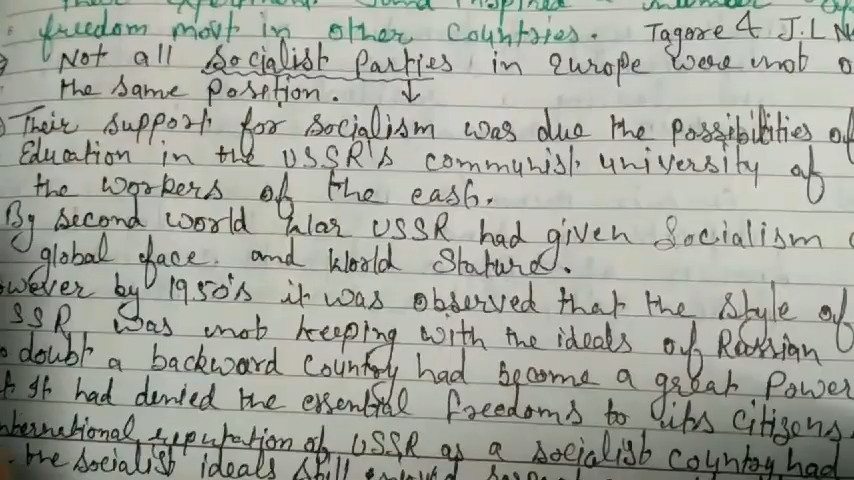 freedom movt in other countries. Tagore & J.L N
Not all Socialist Parties in Europe were not o
the same position. ↓
Their support for socialism was due the possibilities of
Eduation in the USSR's communist university of
the workers of the east.
By second world War USSR had given Socialism a
global face. and World Stature.
owever by 1950's it was observed that the style of
SSR was not keeping with the ideals of Russian
o doubt a backward country had become a great Power
t It had denied the essential freedoms to its citizens
nternational reputation of USSR as a socialist country had
the socialist ideals still enjoyed